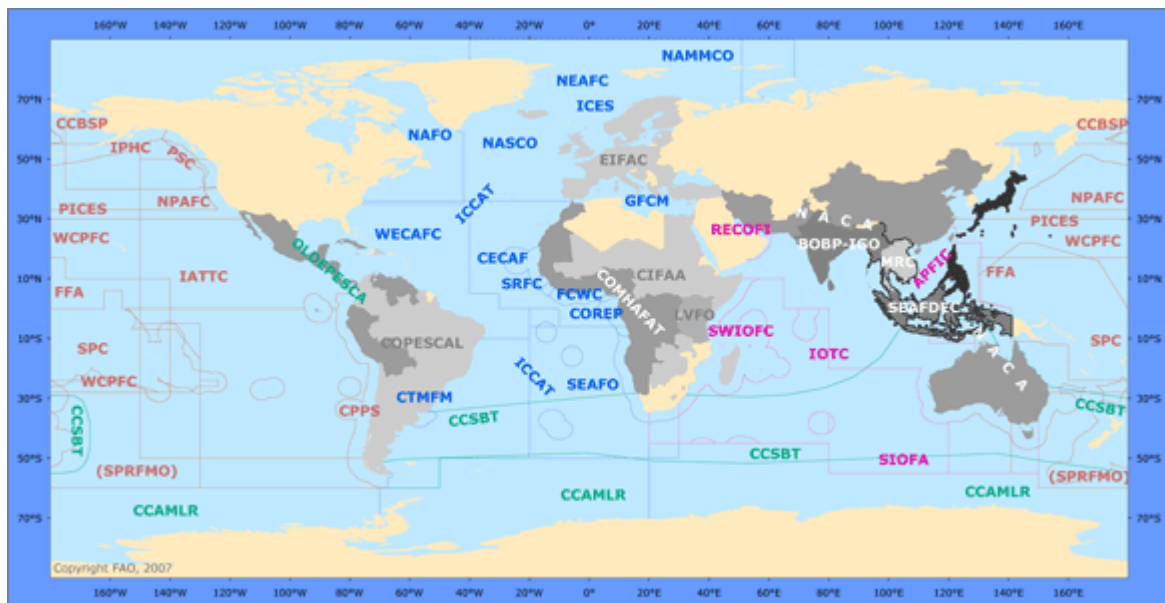 160°W 140°W 120°W 100°W 80°W 60°W 40°W 20°W 0° 20°E 40°E 60°E 80°E 100°E 120°E 140°E 160°E
NAMMCO
NEAFC
70°N 70°N
ICES
CCBSP CCBSP
NAFO NASCO
IPHC PSC
EIFAC
50°N 50°N
NPAFC NPAFC
GFCM
ICCAT
PICES PICES
30°N 30°N
NACA
RECOFI
WECAFC
WCPFC WCPFC
BOBP-IGO
OLDEPESCA
CECAF
MRC
APFIC
IATTC
CIFAA
FFA
10°N 10°N
SRFC
COMHAFAT
FCWC
FFA
SEAFDEC
COREP
LVFO
SWIOFC
10°S 10°S
SPC COPESCAL IOTC SPC
AACA
WCPFC
ICCAT
SEAFO
CTMFM
30°S 30°S
CPPS
CCSBT
CCSBT
CCSBT
CCSBT
SIOFA
50°S 50°S
(SPRFMO) (SPRFMO)
CCAMLR CCAMLR
CCAMLR
70°S 70°S
Copyright FAO, 2007
160°W 140°W 120°W 100°W 80°W 60°W 40°W 20°W 0° 20°E 40°E 60°E 80°E 100°E 120°E 140°E 160°E